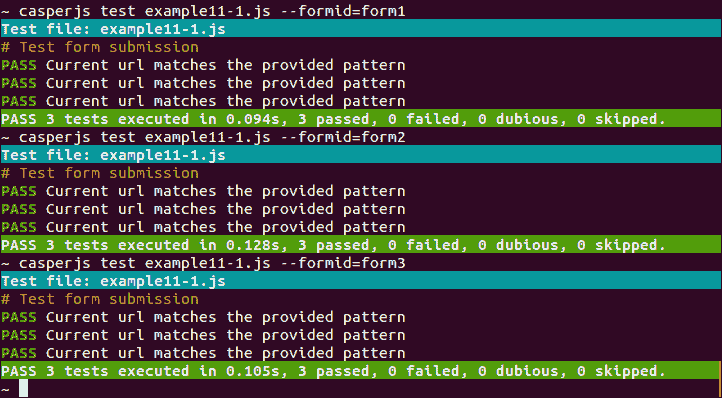 ~ casperjs test example11-1.js --formid=form1
Test file: example11-1.js
# Test form submission
PASS Current url matches the provided pattern
PASS Current url matches the provided pattern
PASS Current url matches the provided pattern
PASS 3 tests executed in 0.094s, 3 passed, 0 failed, 0 dubious, 0 skipped.
~ casperjs test example11-1.js --formid=form2
Test file: example11-1.js
# Test form submission
PASS Current url matches the provided pattern
PASS Current url matches the provided pattern
PASS Current url matches the provided pattern
PASS 3 tests executed in 0.128s, 3 passed, 0 failed, 0 dubious, 0 skipped.
~ casperjs test example11-1.js --formid=form3
Test file: example11-1.js
# Test form submission
PASS Current url matches the provided pattern
PASS Current url matches the provided pattern
PASS Current url matches the provided pattern
PASS 3 tests executed in 0.105s, 3 passed, 0 failed, 0 dubious, 0 skipped.
~